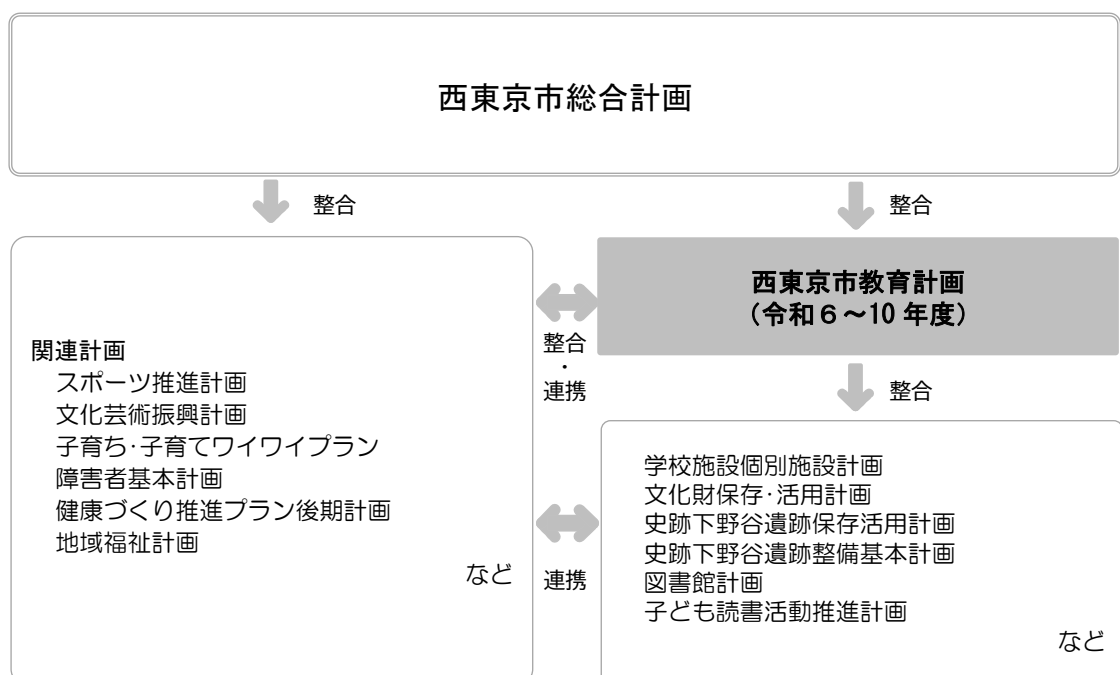 西東京市総合計画
整合
整合
関連計画
スポーツ推進計画
文化芸術振興計画
子育ち・子育てワイワイプラン
障害者基本計画
健康づくり推進プラン後期計画
地域福祉計画
など
整合
・
連携
連携
西東京市教育計画
（令和６～10 年度）
整合
学校施設個別施設計画
文化財保存・活用計画
史跡下野谷遺跡保存活用計画
史跡下野谷遺跡整備基本計画
図書館計画
子ども読書活動推進計画
など